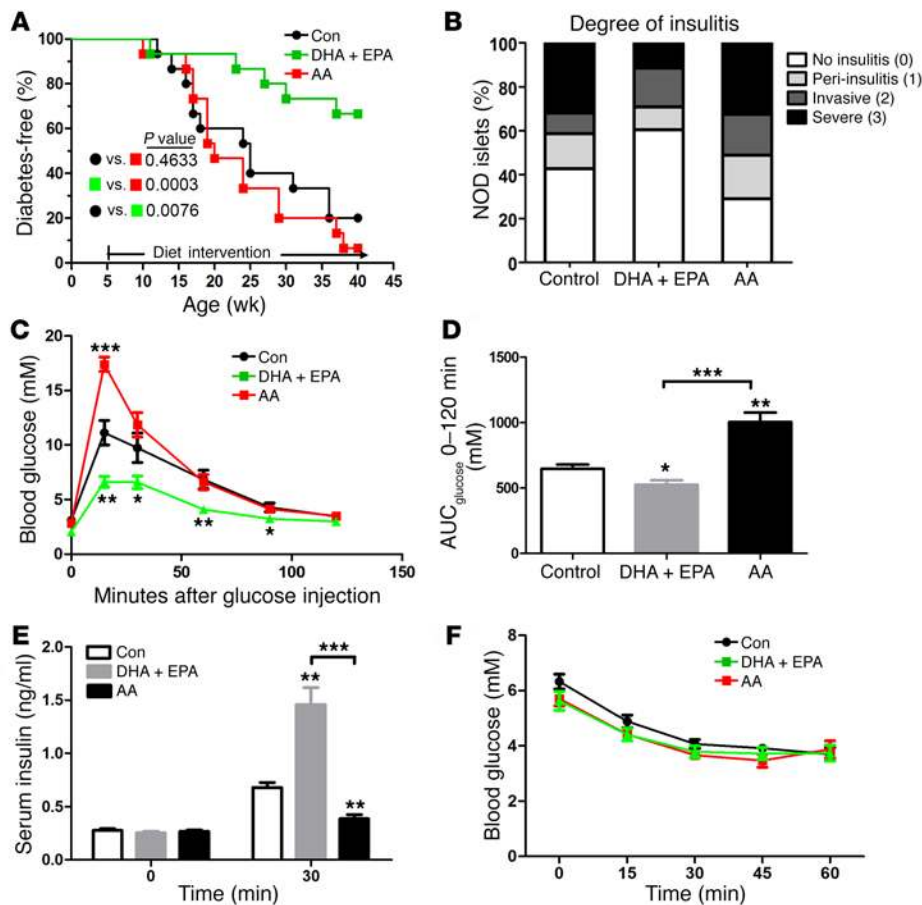 A
Con
DHA + EPA
AA
Diabetes-free (%)
100
80
60
40
20
0
P value
vs. 0.4633
vs. 0.0003
vs. 0.0076
Diet intervention
0 5 10 15 20 25 30 35 40 45
Age (wk)
B
Degree of insulitis
NOD islets (%)
100
80
60
40
20
0
No insulitis (0)
Peri-insulitis (1)
Invasive (2)
Severe (3)
Control DHA + EPA AA
C
Blood glucose (mM)
20
15
10
5
0
***
Con
DHA + EPA
AA
** * ** *
0 50 100 150
Minutes after glucose injection
D
AUCglucose 0–120 min
(mM)
1500
1000
500
0
***
**
*
Control DHA + EPA AA
E
Serum insulin (ng/ml)
2.0
1.5
1.0
0.5
0.0
Con
DHA + EPA
AA
***
**
**
0 30
Time (min)
F
Blood glucose (mM)
8
6
4
2
0
Con
DHA + EPA
AA
0 15 30 45 60
Time (min)